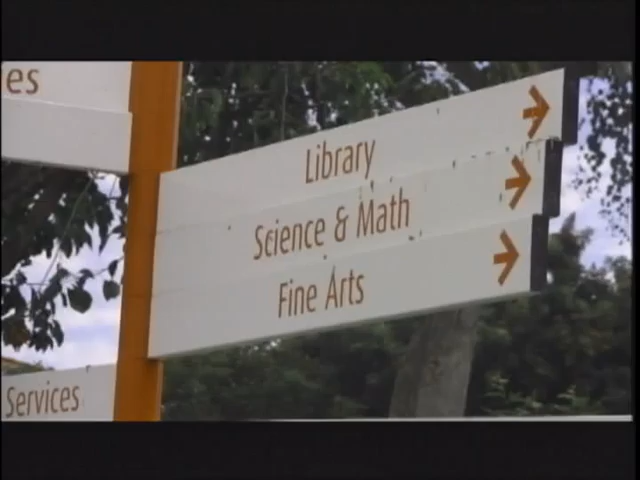 es
Library
Science & Math
Fine Arts
Services